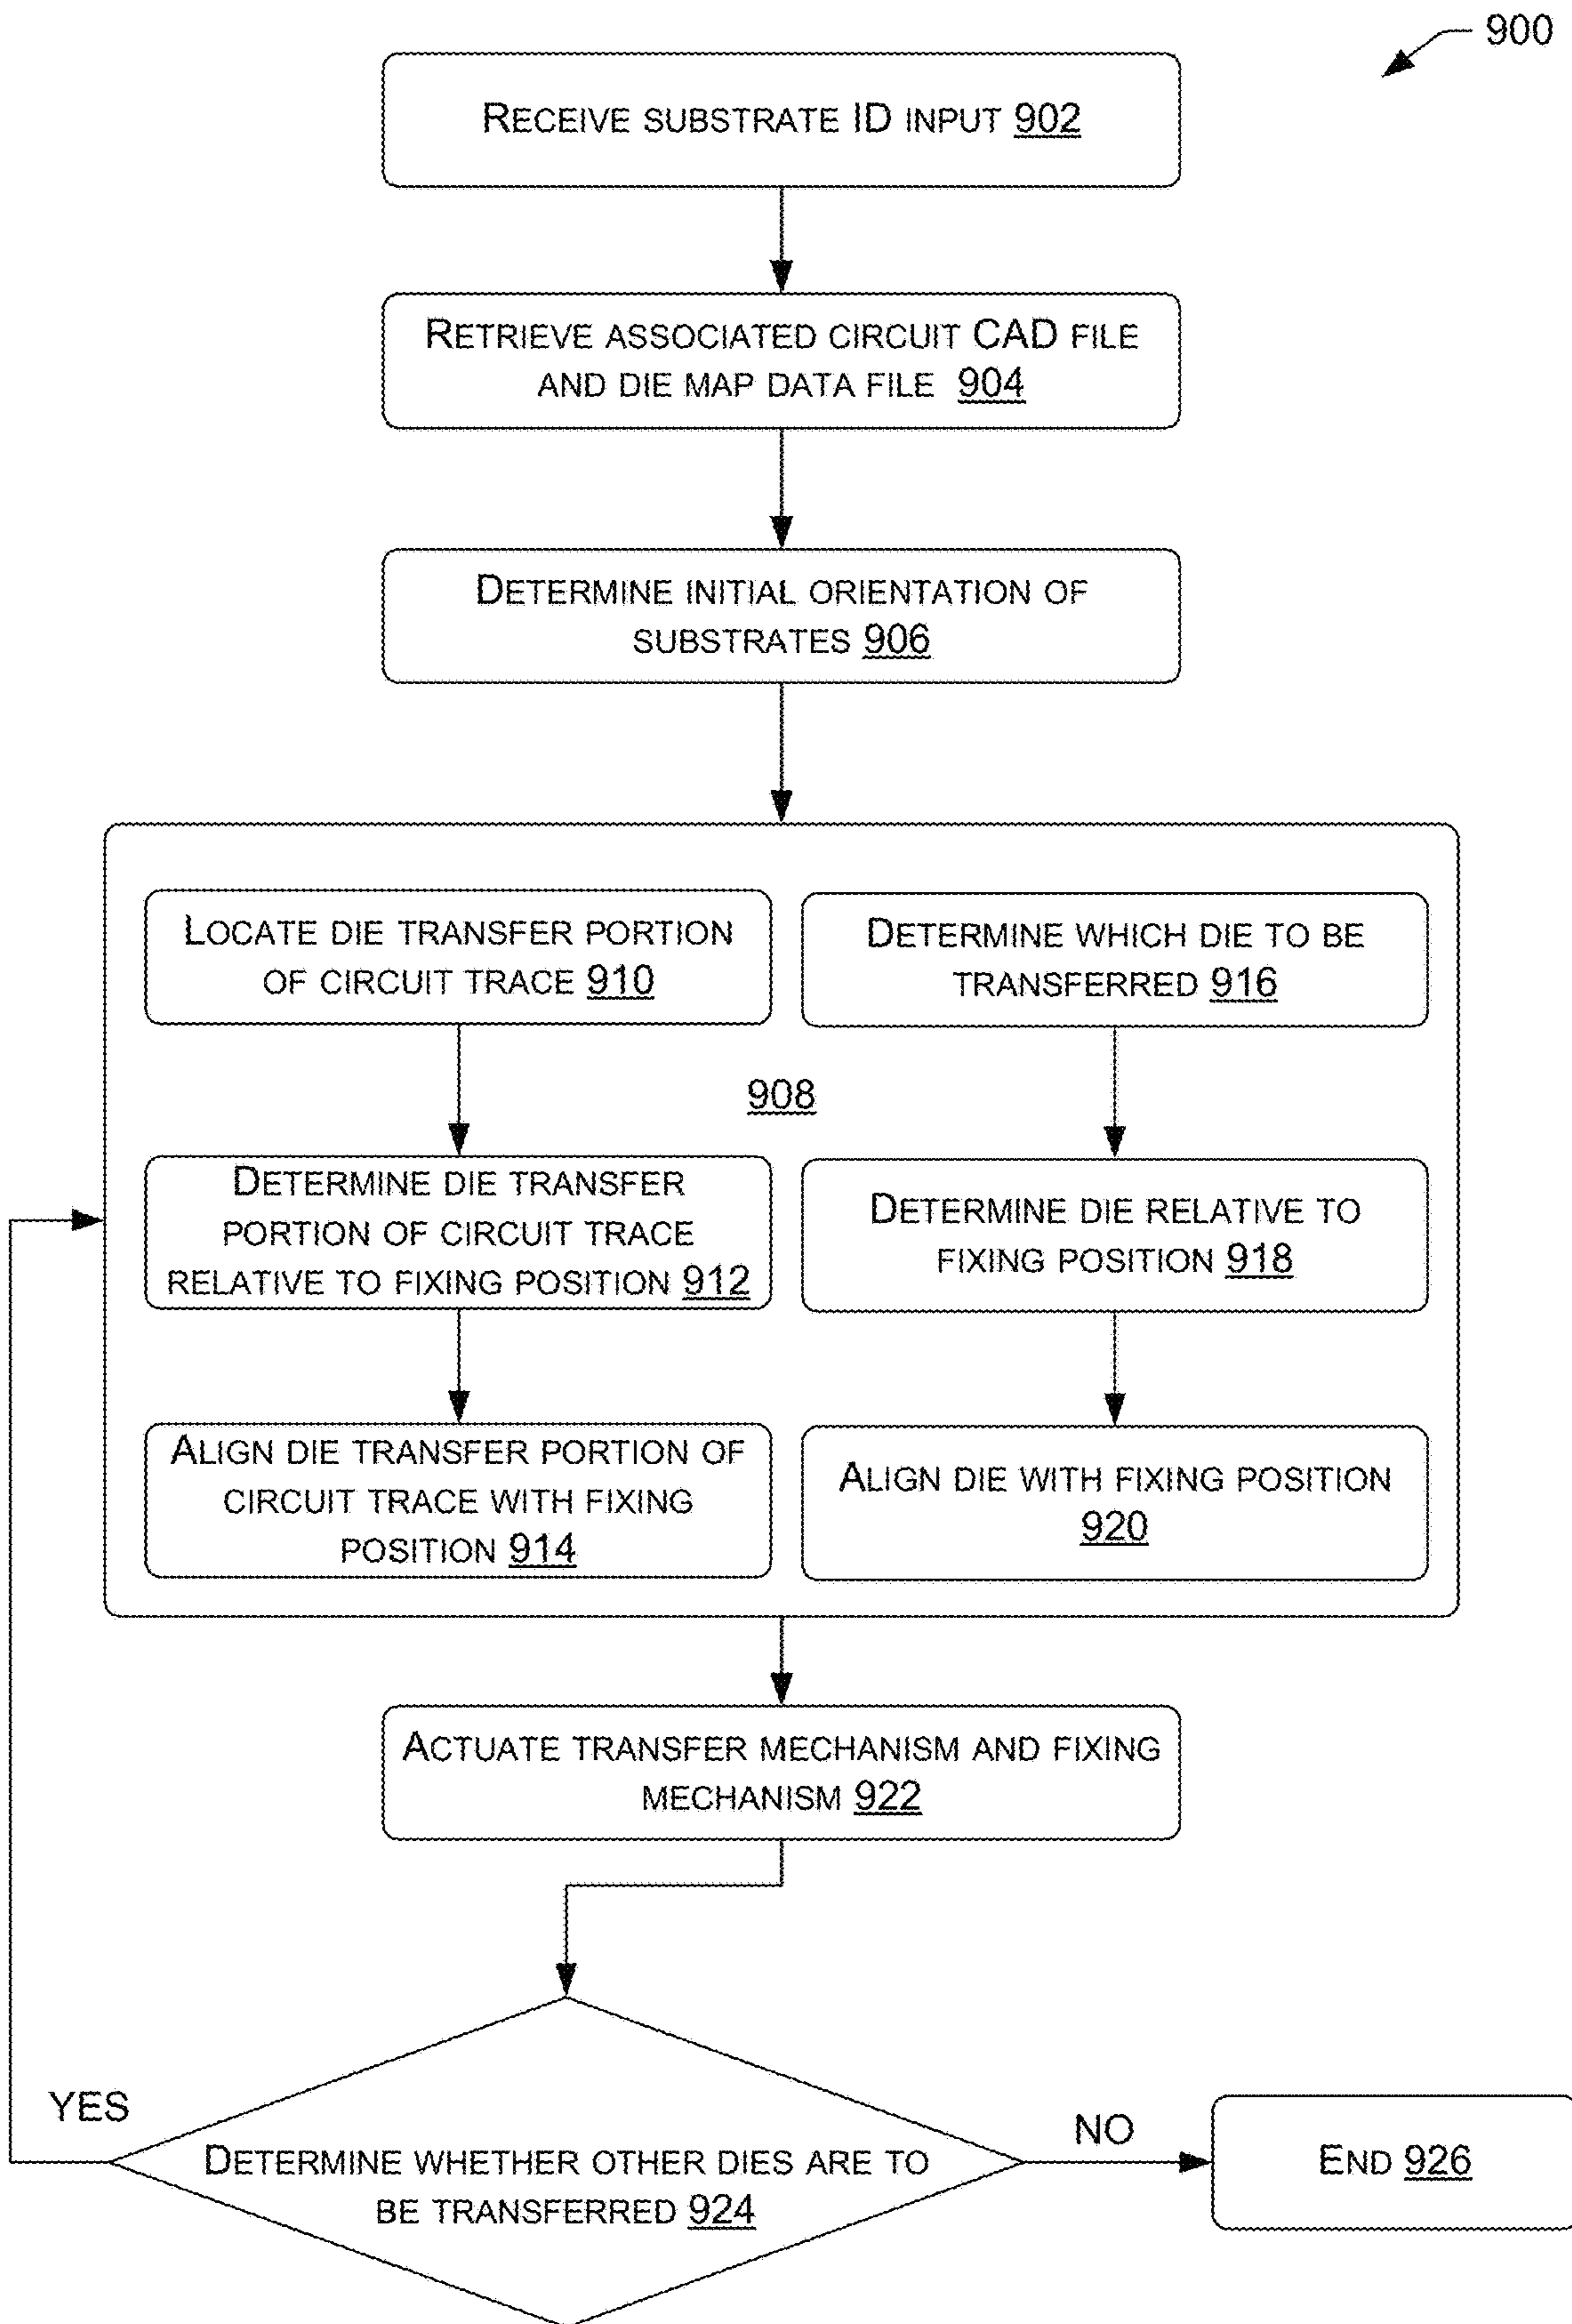 900
RECEIVE SUBSTRATE ID INPUT 902
RETRIEVE ASSOCIATED CIRCUIT CAD FILE
AND DIE MAP DATA FILE 904
DETERMINE INITIAL ORIENTATION OF
SUBSTRATES 906
LOCATE DIE TRANSFER PORTION
OF CIRCUIT TRACE 910
DETERMINE WHICH DIE TO BE
TRANSFERRED 916
908
DETERMINE DIE TRANSFER
PORTION OF CIRCUIT TRACE
RELATIVE TO FIXING POSITION 912
DETERMINE DIE RELATIVE TO
FIXING POSITION 918
ALIGN DIE TRANSFER PORTION OF
CIRCUIT TRACE WITH FIXING
POSITION 914
ALIGN DIE WITH FIXING POSITION
920
ACTUATE TRANSFER MECHANISM AND FIXING
MECHANISM 922
YES
DETERMINE WHETHER OTHER DIES ARE TO
BE TRANSFERRED 924
NO
END 926